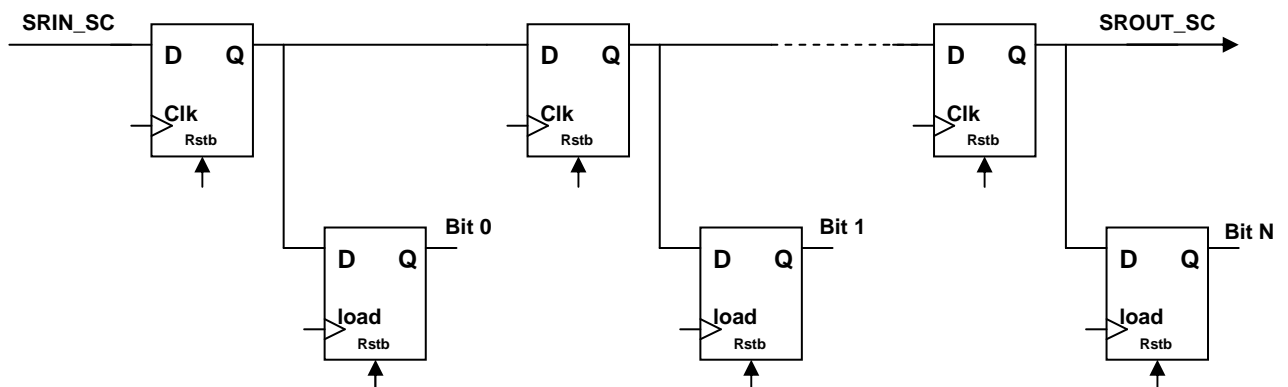 SRIN_SC
SROUT_SC
D Q
Clk
Rstb
D Q
Clk
Rstb
D Q
Clk
Rstb
Bit 0
D Q
load
Rstb
Bit 1
D Q
load
Rstb
Bit N
D Q
load
Rstb